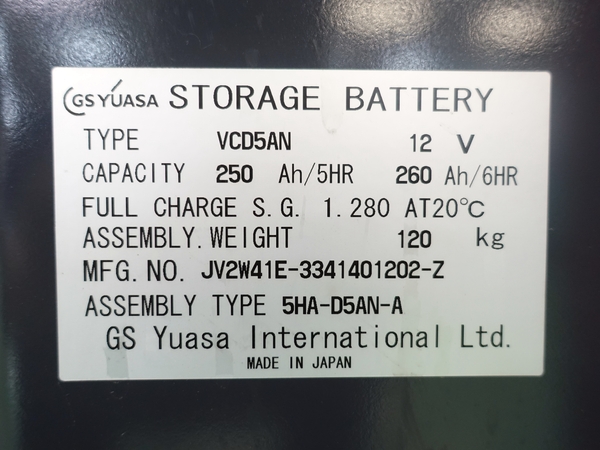 GS YUASA STORAGE BATTERY
TYPE VCD5AN 12 V
CAPACITY 250 Ah/5HR 260 Ah/6HR
FULL CHARGE S.G. 1.280 AT20℃
ASSEMBLY.WEIGHT 120 kg
MFG.NO. JV2W41E-3341401202-Z
ASSEMBLY TYPE 5HA-D5AN-A
GS Yuasa International Ltd.
MADE IN JAPAN